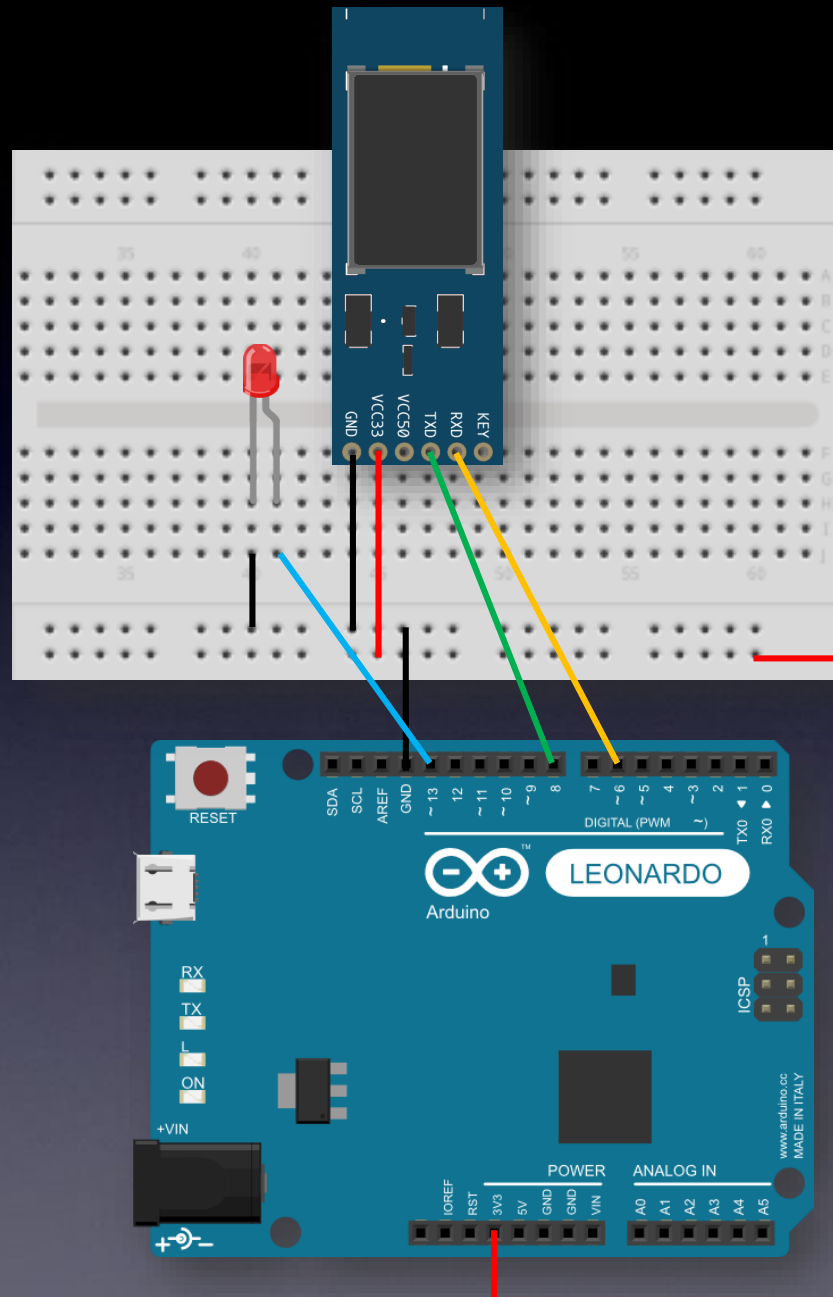 35 40 50 55 60
A
B
C
D
E
GND VCC33 VCC50 TXD RXD KEY
F
G
H
I
J
35 40 45 50 55 60
RESET
SDA SCL AREF GND ~13 12 ~11 ~10 ~9 8 7 ~6 ~5 4 ~3 2 TX0 ◀ 1 RX0 ▶ 0
DIGITAL (PWM ~)
TM
LEONARDO
Arduino
1
RX
ICSP
TX
L
ON
www.arduino.cc
MADE IN ITALY
+VIN
POWER ANALOG IN
IOREF RST 3V3 5V GND GND VIN A0 A1 A2 A3 A4 A5